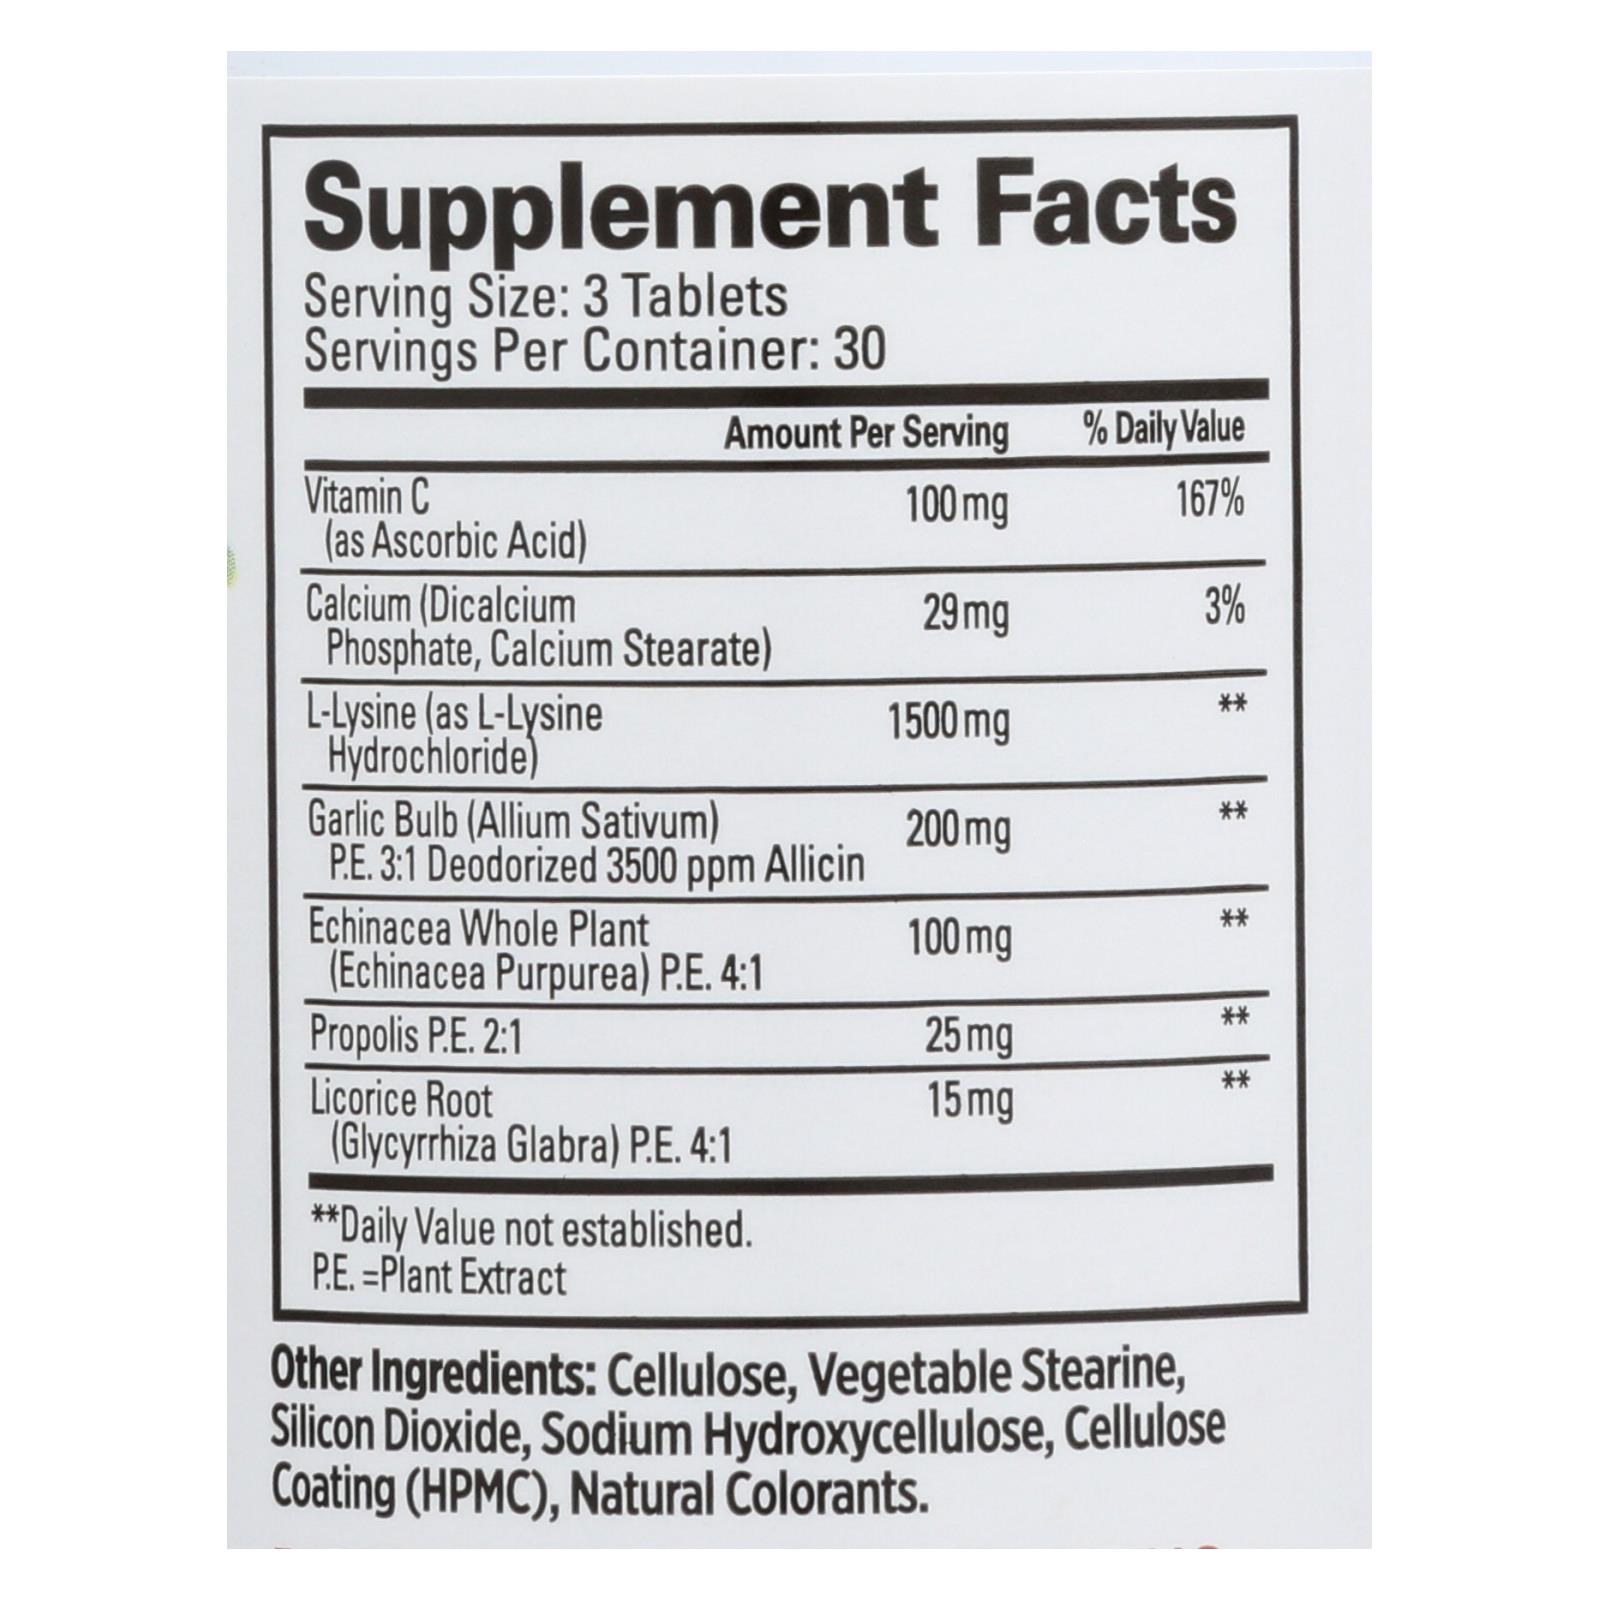 Supplement Facts
Serving Size: 3 Tablets
Servings Per Container: 30
Amount Per Serving % Daily Value
Vitamin C 100 mg 167%
(as Ascorbic Acid)
Calcium (Dicalcium 29 mg 3%
Phosphate, Calcium Stearate)
L-Lysine (as L-Lysine 1500 mg **
Hydrochloride)
Garlic Bulb (Allium Sativum) 200 mg **
P.E. 3:1 Deodorized 3500 ppm Allicin
Echinacea Whole Plant 100 mg **
(Echinacea Purpurea) P.E. 4:1
Propolis P.E. 2:1 25 mg **
Licorice Root 15 mg **
(Glycyrrhiza Glabra) P.E. 4:1
**Daily Value not established.
P.E. =Plant Extract
Other Ingredients: Cellulose, Vegetable Stearine,
Silicon Dioxide, Sodium Hydroxycellulose, Cellulose
Coating (HPMC), Natural Colorants.